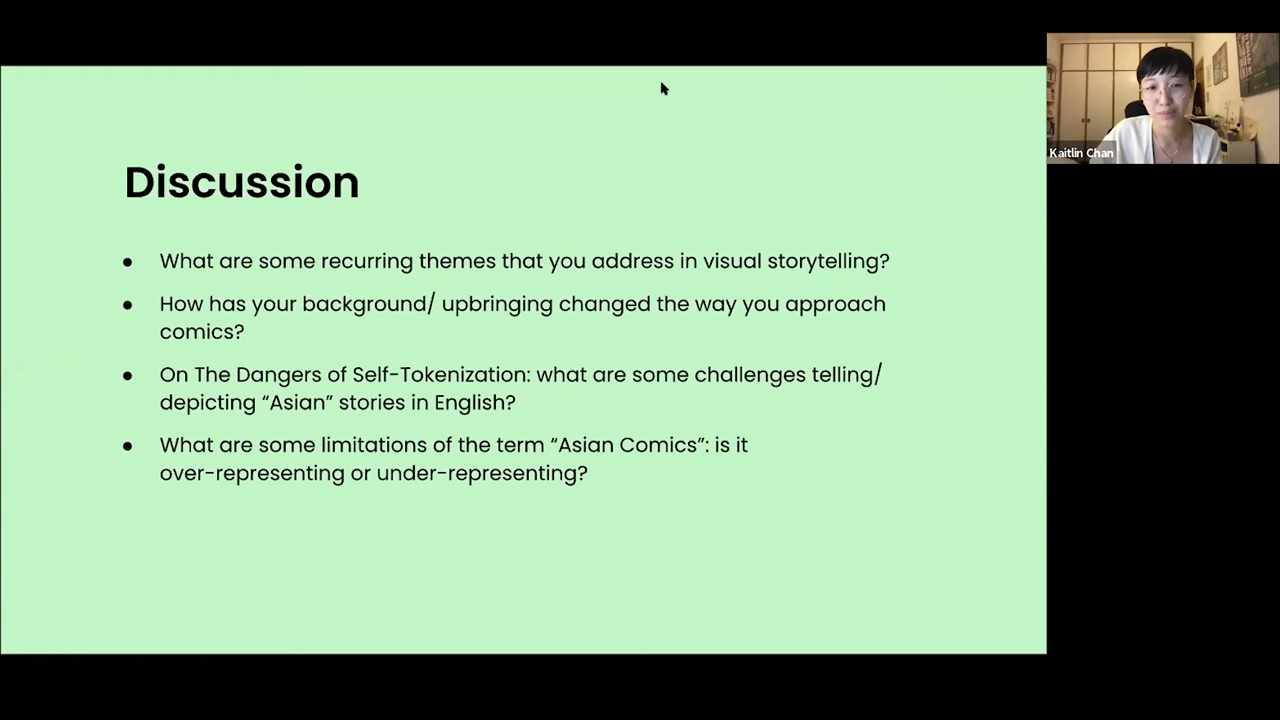 Discussion
● What are some recurring themes that you address in visual storytelling?
● How has your background/ upbringing changed the way you approach
comics?
● On The Dangers of Self-Tokenization: what are some challenges telling/
depicting “Asian” stories in English?
● What are some limitations of the term “Asian Comics”: is it
over-representing or under-representing?
Kaitlin Chan